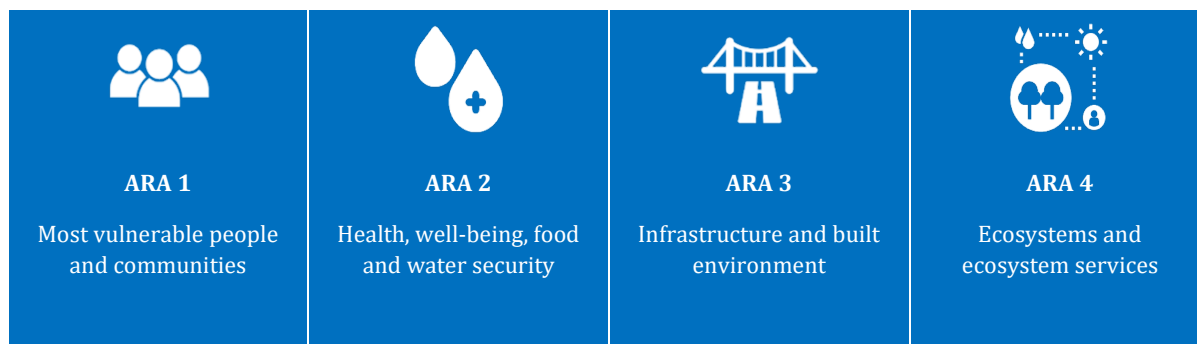 ARA 1
Most vulnerable people
and communities
ARA 2
Health, well-being, food
and water security
ARA 3
Infrastructure and built
environment
ARA 4
Ecosystems and
ecosystem services